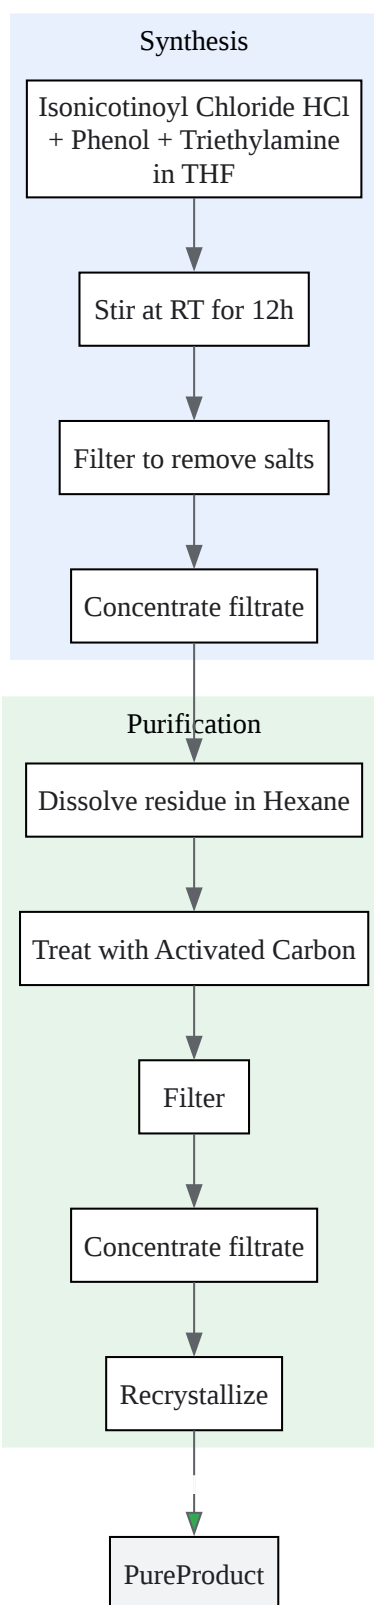 Synthesis
Isonicotinoyl Chloride HCl
+ Phenol + Triethylamine
in THF
Stir at RT for 12h
Filter to remove salts
Concentrate filtrate
Purification
Dissolve residue in Hexane
Treat with Activated Carbon
Filter
Concentrate filtrate
Recrystallize
PureProduct